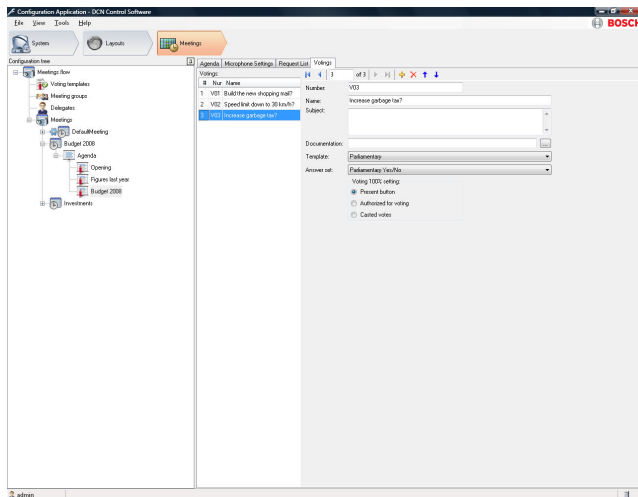 Configuration Application - DCN Control Software
File View Tools Help
BOSCH
System Layouts Meetings
Configuration tree
Meetings flow
Voting templates
Meeting groups
Delegates
Meetings
DefaultMeeting
Budget 2008
Agenda
Opening
Figures last year
Budget 2008
Investments
Agenda Microphone Settings Request List Votings
Votings
# Nur Name
1 V01 Build the new shopping mall?
2 V02 Speed limit down to 30 km/h?
3 V03 Increase garbage tax?
3 of 3
Number: V03
Name: Increase garbage tax?
Subject:
Documentation: ...
Template: Parliamentary
Answer set: Parliamentary Yes/No
Voting 100% setting:
Present button
Authorized for voting
Casted votes
admin